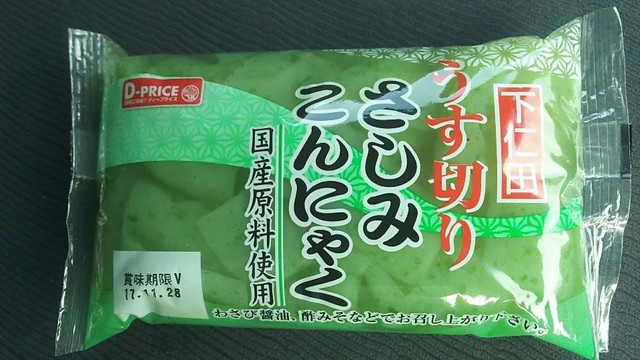 下仁田
うす切り
さしみ
こんにゃく
国産原料使用
D-PRICE
賞味期限 V
17.11.28
わさび醤油、酢みそなどでお召し上がり下さい。